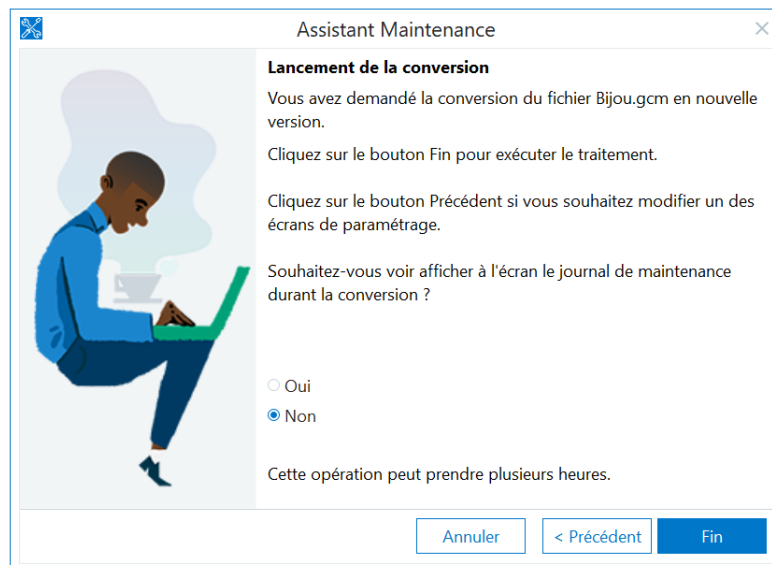 Assistant Maintenance
Lancement de la conversion
Vous avez demandé la conversion du fichier Bijou.gcm en nouvelle
version.
Cliquez sur le bouton Fin pour exécuter le traitement.
Cliquez sur le bouton Précédent si vous souhaitez modifier un des
écrans de paramétrage.
Souhaitez-vous voir afficher à l'écran le journal de maintenance
durant la conversion ?
Oui
Non
Cette opération peut prendre plusieurs heures.
Annuler
< Précédent
Fin